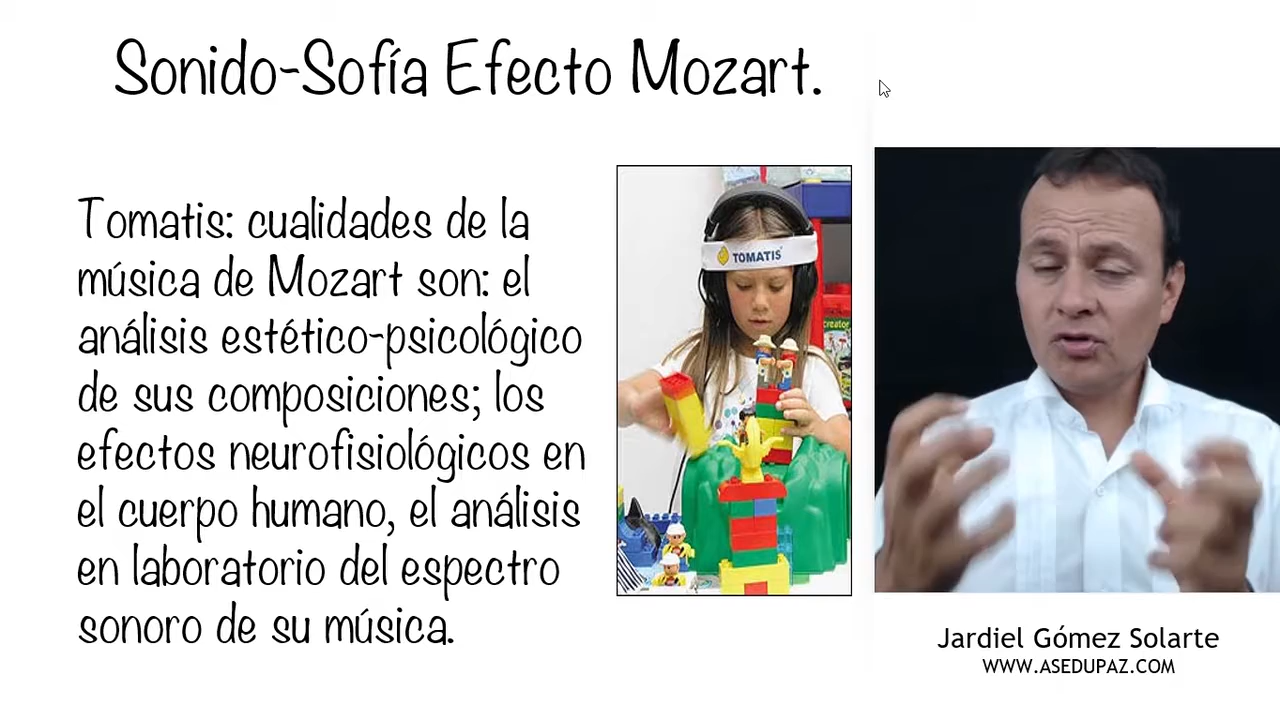 Sonido-Sofía Efecto Mozart.
Tomatis: cualidades de la
música de Mozart son: el
análisis estético-psicológico
de sus composiciones; los
efectos neurofisiológicos en
el cuerpo humano, el análisis
en laboratorio del espectro
sonoro de su música.
TOMATIS
creator
Jardiel Gómez Solarte
WWW.ASEDUPAZ.COM